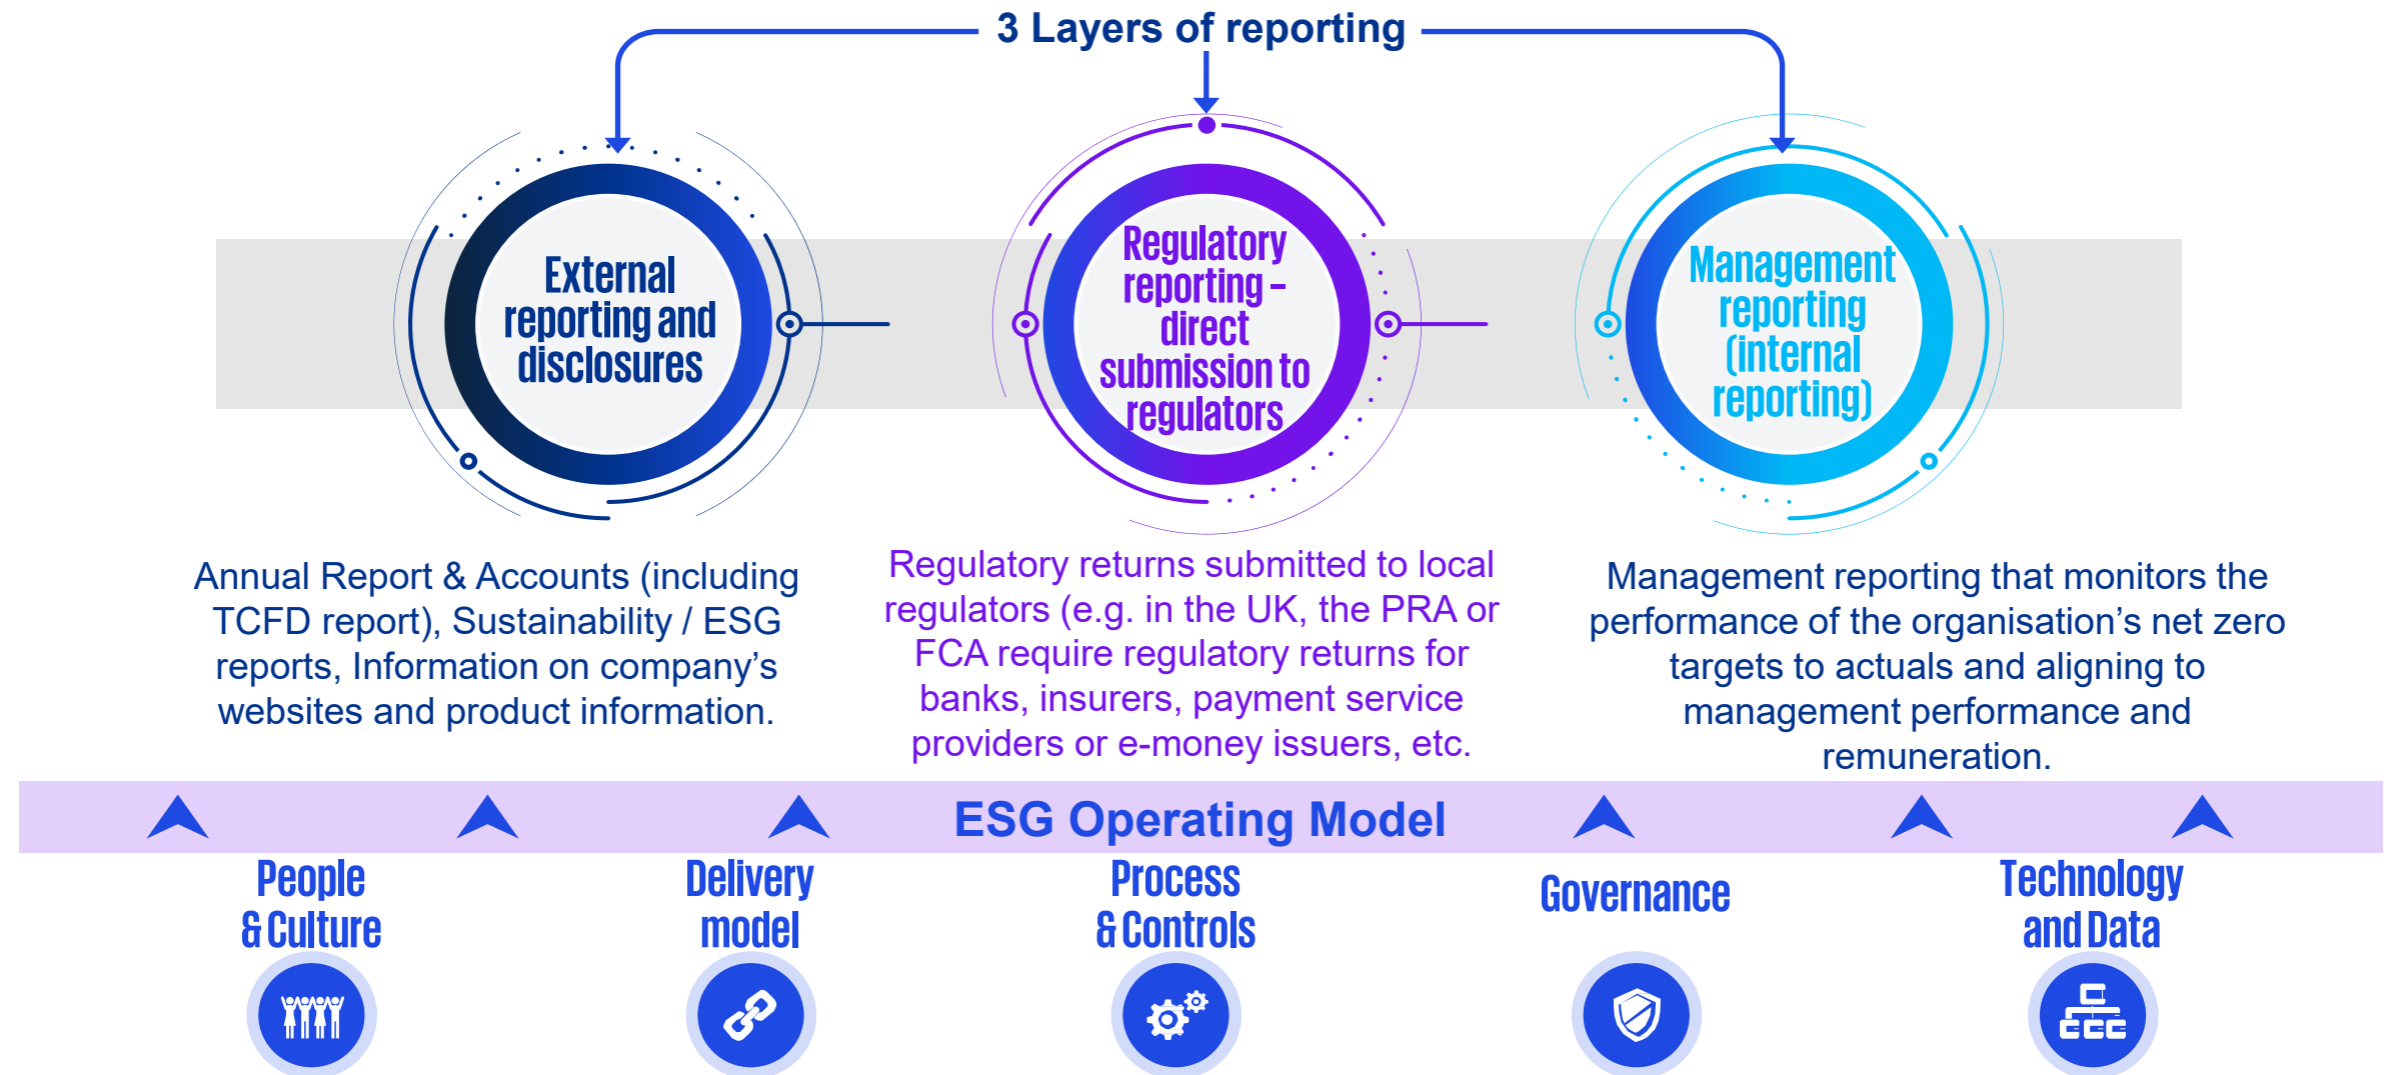 3 Layers of reporting
External
reporting and
disclosures
Regulatory
reporting –
direct
submission to
regulators
Management
reporting
(internal
reporting)
Annual Report & Accounts (including
TCFD report), Sustainability / ESG
reports, Information on company’s
websites and product information.
Regulatory returns submitted to local
regulators (e.g. in the UK, the PRA or
FCA require regulatory returns for
banks, insurers, payment service
providers or e-money issuers, etc.
Management reporting that monitors the
performance of the organisation’s net zero
targets to actuals and aligning to
management performance and
remuneration.
ESG Operating Model
People
& Culture
Delivery
model
Process
& Controls
Governance
Technology
and Data